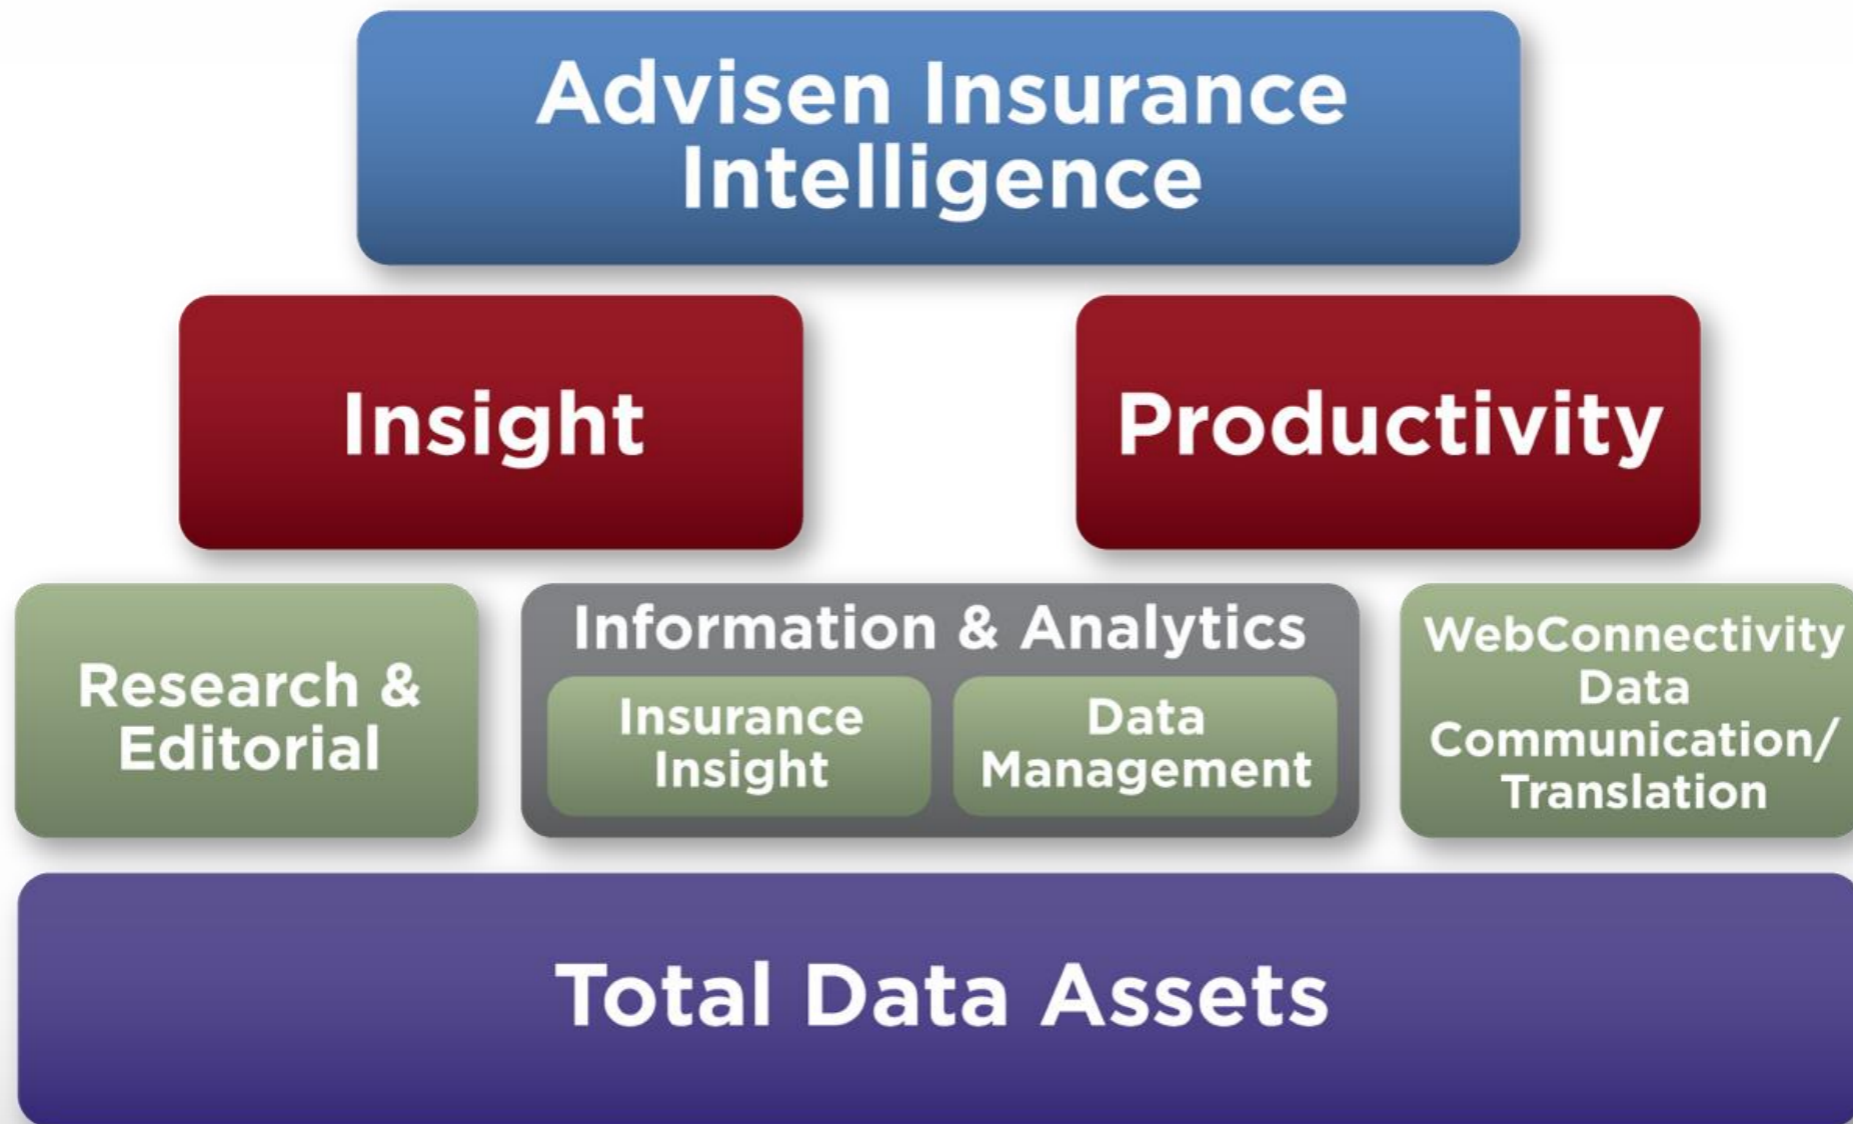 Advisen Insurance
Intelligence
Insight
Productivity
Research &
Editorial
Information & Analytics
Insurance
Insight
Data
Management
WebConnectivity
Data
Communication/
Translation
Total Data Assets